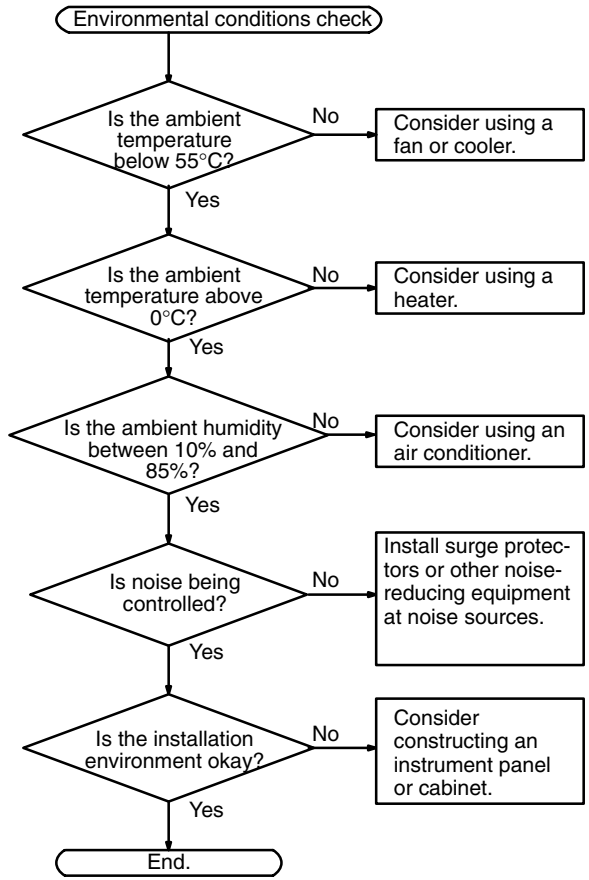 Environmental conditions check
Is the ambient
temperature
below 55°C?
No
Consider using a
fan or cooler.
Yes
Is the ambient
temperature above
0°C?
No
Consider using a
heater.
Yes
Is the ambient humidity
between 10% and
85%?
No
Consider using an
air conditioner.
Yes
Is noise being
controlled?
No
Install surge protec-
tors or other noise-
reducing equipment
at noise sources.
Yes
Is the installation
environment okay?
No
Consider
constructing an
instrument panel
or cabinet.
Yes
End.